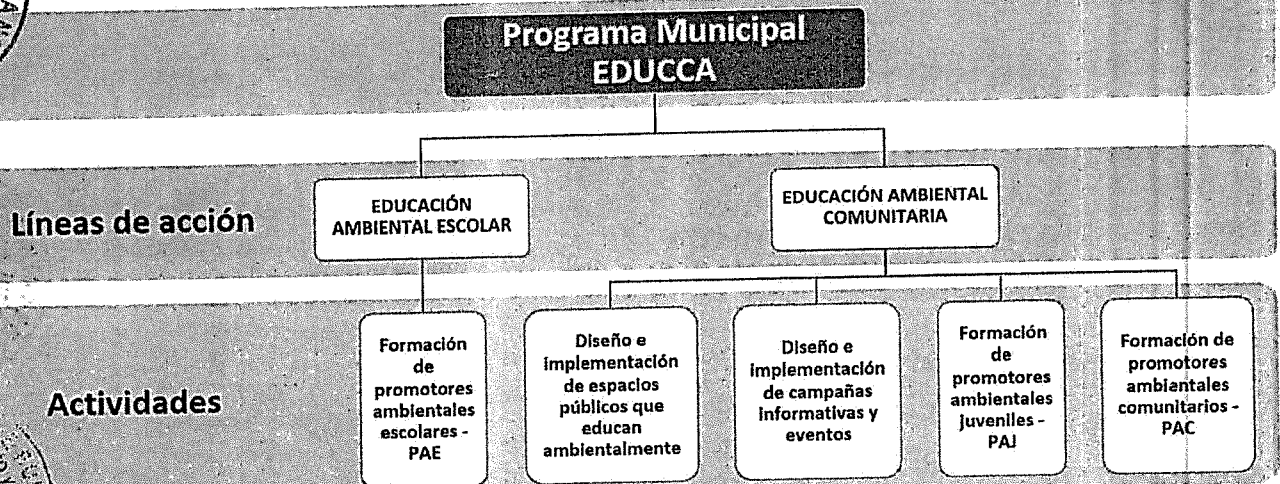 Programa Municipal
EDUCCA
Líneas de acción
EDUCACIÓN
AMBIENTAL ESCOLAR
EDUCACIÓN AMBIENTAL
COMUNITARIA
Actividades
Formación
de
promotores
ambientales
escolares -
PAE
Diseño e
implementación
de espacios
públicos que
educan
ambientalmente
Diseño e
implementación
de campañas
informativas y
eventos
Formación
de
promotores
ambientales
juveniles -
PAJ
Formación de
promotores
ambientales
comunitarios -
PAC